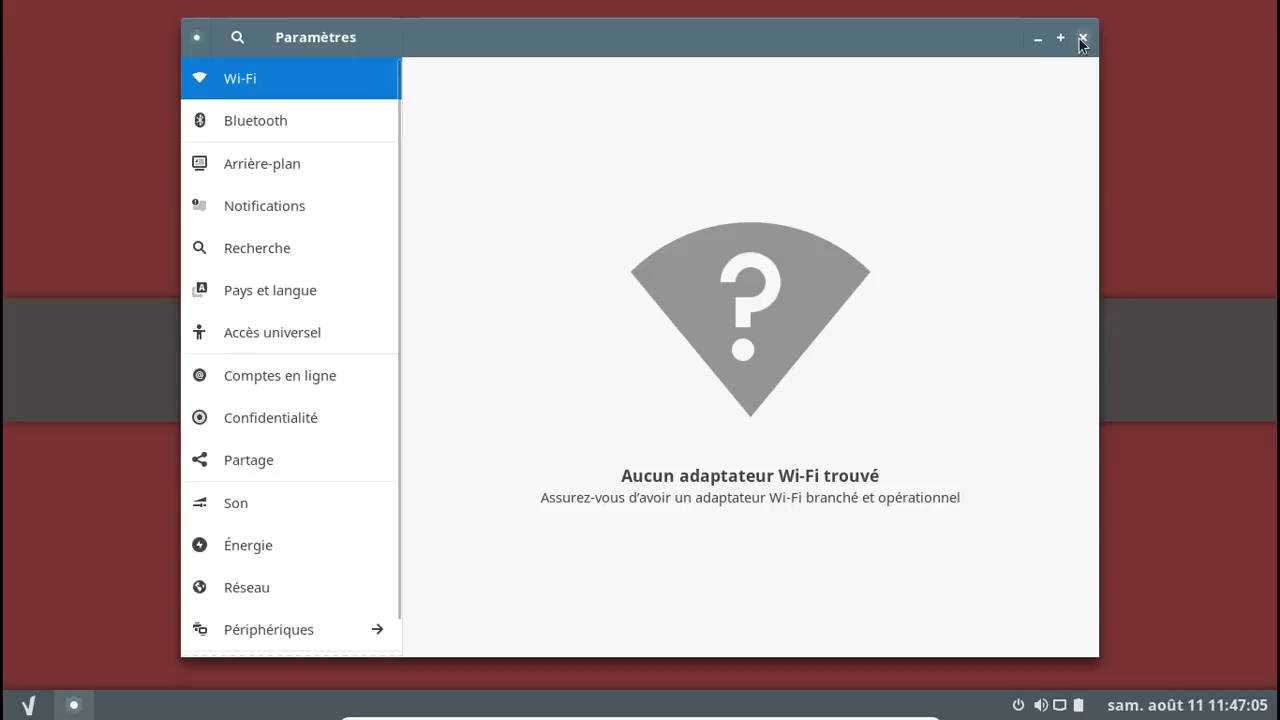 Paramètres
Wi-Fi
Bluetooth
Arrière-plan
Notifications
Recherche
Pays et langue
Accès universel
Comptes en ligne
Confidentialité
Partage
Son
Énergie
Réseau
Périphériques
Aucun adaptateur Wi-Fi trouvé
Assurez-vous d’avoir un adaptateur Wi-Fi branché et opérationnel
sam. août 11 11:47:05